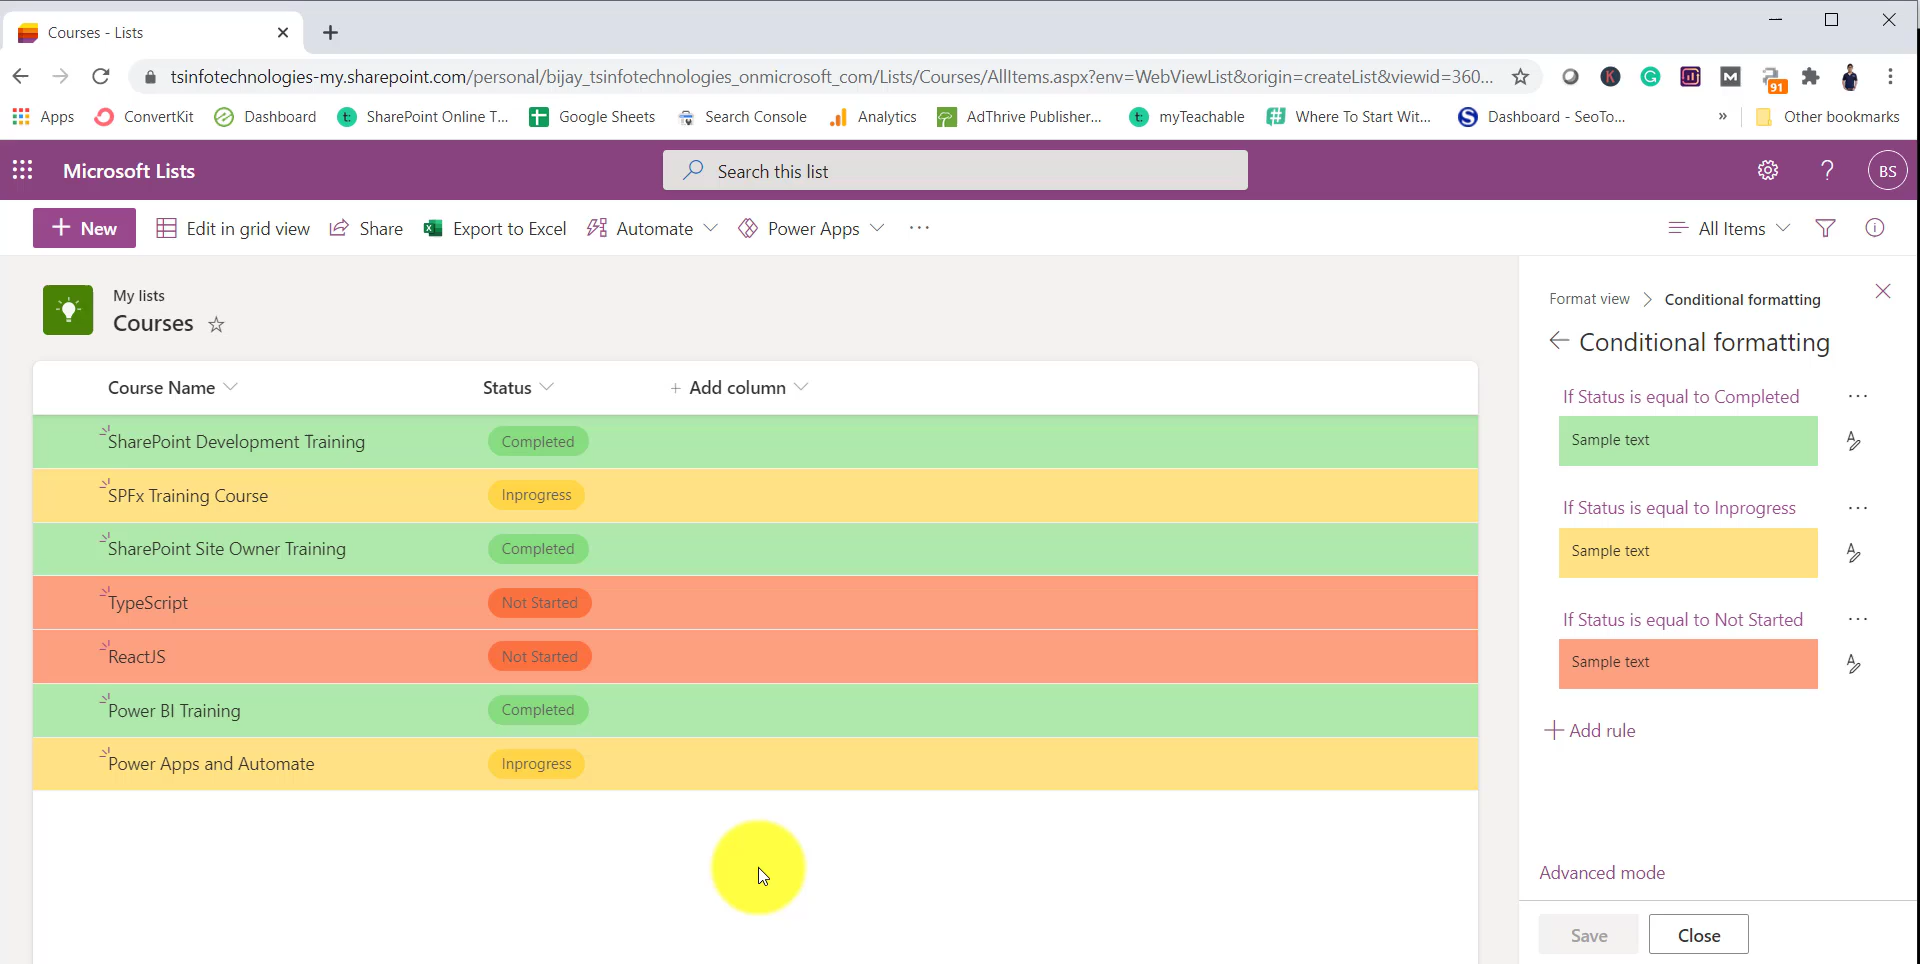 Courses - Lists
tsinfotechnologies-my.sharepoint.com/personal/bijay_tsinfotechnologies_onmicrosoft_com/Lists/Courses/AllItems.aspx?env=WebViewList&origin=createList&viewid=360...
K
G
M
91
Apps
ConvertKit
Dashboard
t:
SharePoint Online T...
Google Sheets
Search Console
Analytics
AdThrive Publisher...
t:
myTeachable
Where To Start Wit...
S
Dashboard - SeoTo...
»
Other bookmarks
Microsoft Lists
Search this list
?
BS
+ New
Edit in grid view
Share
Export to Excel
Automate
Power Apps
...
All Items
My lists
Courses
Format view > Conditional formatting
Conditional formatting
Course Name
Status
+ Add column
SharePoint Development Training
Completed
SPFx Training Course
Inprogress
SharePoint Site Owner Training
Completed
TypeScript
Not Started
ReactJS
Not Started
Power BI Training
Completed
Power Apps and Automate
Inprogress
If Status is equal to Completed
...
Sample text
If Status is equal to Inprogress
...
Sample text
If Status is equal to Not Started
...
Sample text
+ Add rule
Advanced mode
Save
Close